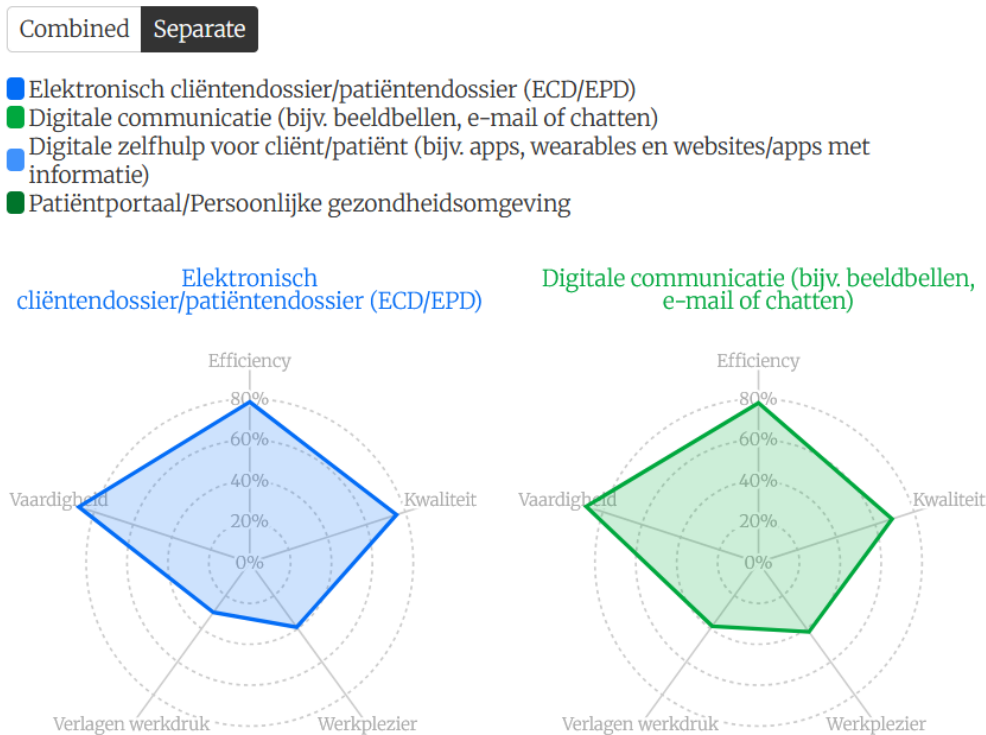 Combined Separate
Elektronisch cliëntendossier/patiëntendossier (ECD/EPD)
Digitale communicatie (bijv. beeldbellen, e-mail of chatten)
Digitale zelfhulp voor cliënt/patiënt (bijv. apps, wearables en websites/apps met
informatie)
Patiëntportaal/Persoonlijke gezondheidsomgeving
Elektronisch
cliëntendossier/patiëntendossier (ECD/EPD)
Efficiency
80%
60%
40%
20%
0%
Vaardigheid
Kwaliteit
Verlagen werkdruk
Werkplezier
Digitale communicatie (bijv. beeldbellen,
e-mail of chatten)
Efficiency
80%
60%
40%
20%
0%
Vaardigheid
Kwaliteit
Verlagen werkdruk
Werkplezier